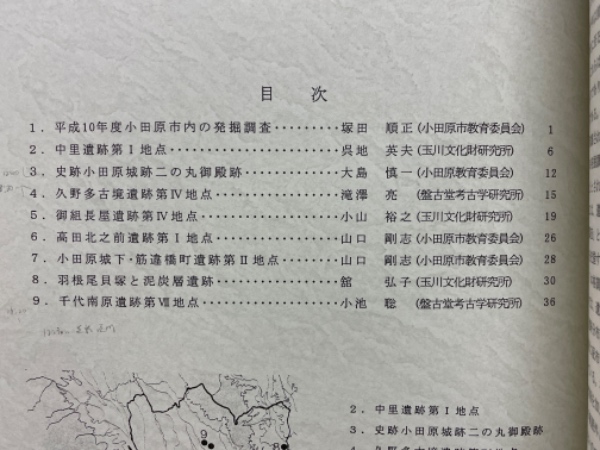 目 次
1．平成10年度小田原市内の発掘調査・・・・・・・・・塚田 順正(小田原市教育委員会) 1
2．中里遺跡第Ⅰ地点・・・・・・・・・・・・・・・・・・・・・呉地 英夫(玉川文化財研究所) 6
3．史跡小田原城跡二の丸御殿跡・・・・・・・・・・・・大島 慎一(小田原教育委員会) 12
4．久野多古境遺跡第Ⅳ地点・・・・・・・・・・・・・・・滝澤 亮 (盤古堂考古学研究所) 15
5．御組長屋遺跡第Ⅳ地点・・・・・・・・・・・・・・・・・小山 裕之(玉川文化財研究所) 19
6．高田北之前遺跡第Ⅰ地点・・・・・・・・・・・・・・・山口 剛志(小田原市教育委員会) 26
7．小田原城下・筋違橋町遺跡第Ⅱ地点・・・・・・・山口 剛志(小田原市教育委員会) 28
8．羽根尾貝塚と泥炭層遺跡・・・・・・・・・・・・・・・舘 弘子(玉川文化財研究所) 30
9．千代南原遺跡第Ⅶ地点・・・・・・・・・・・・・・・・・小池 聡 (盤古堂考古学研究所) 36
2．中里遺跡第Ⅰ地点
3．史跡小田原城跡二の丸御殿跡
9
8